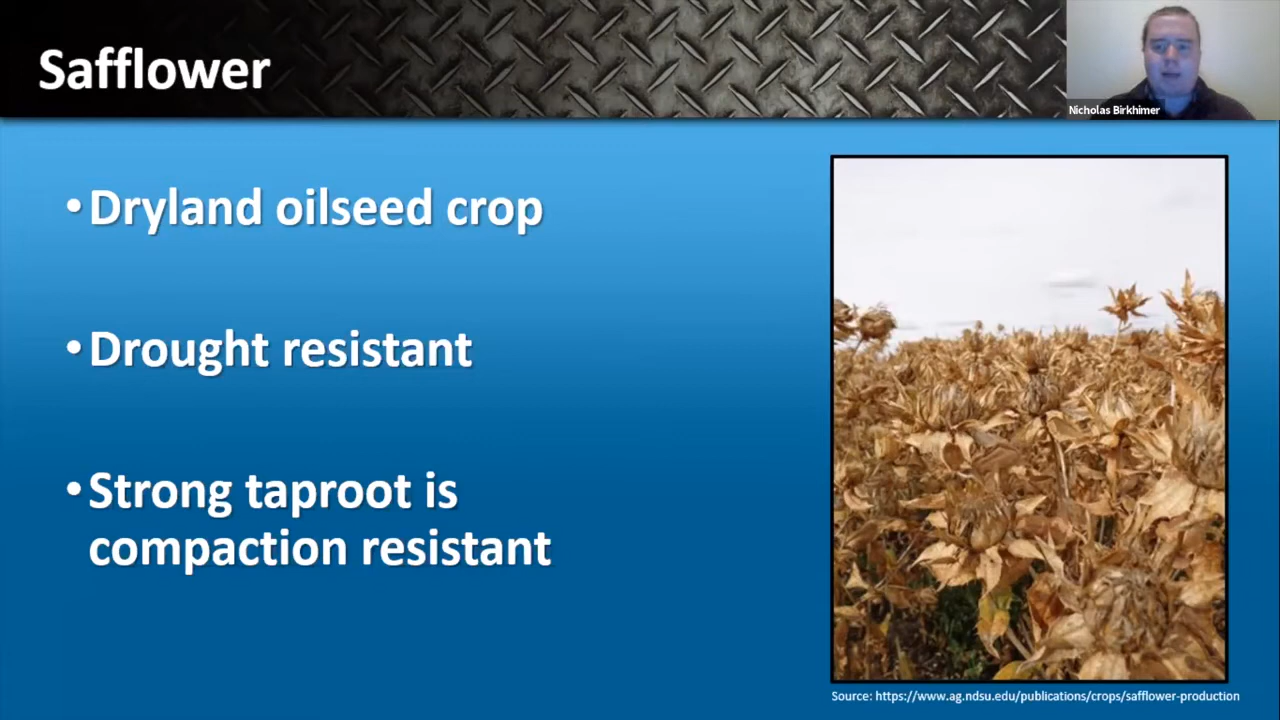 Safflower
Nicholas Birkhimer
•Dryland oilseed crop
•Drought resistant
•Strong taproot is
compaction resistant
Source: https://www.ag.ndsu.edu/publications/crops/safflower-production